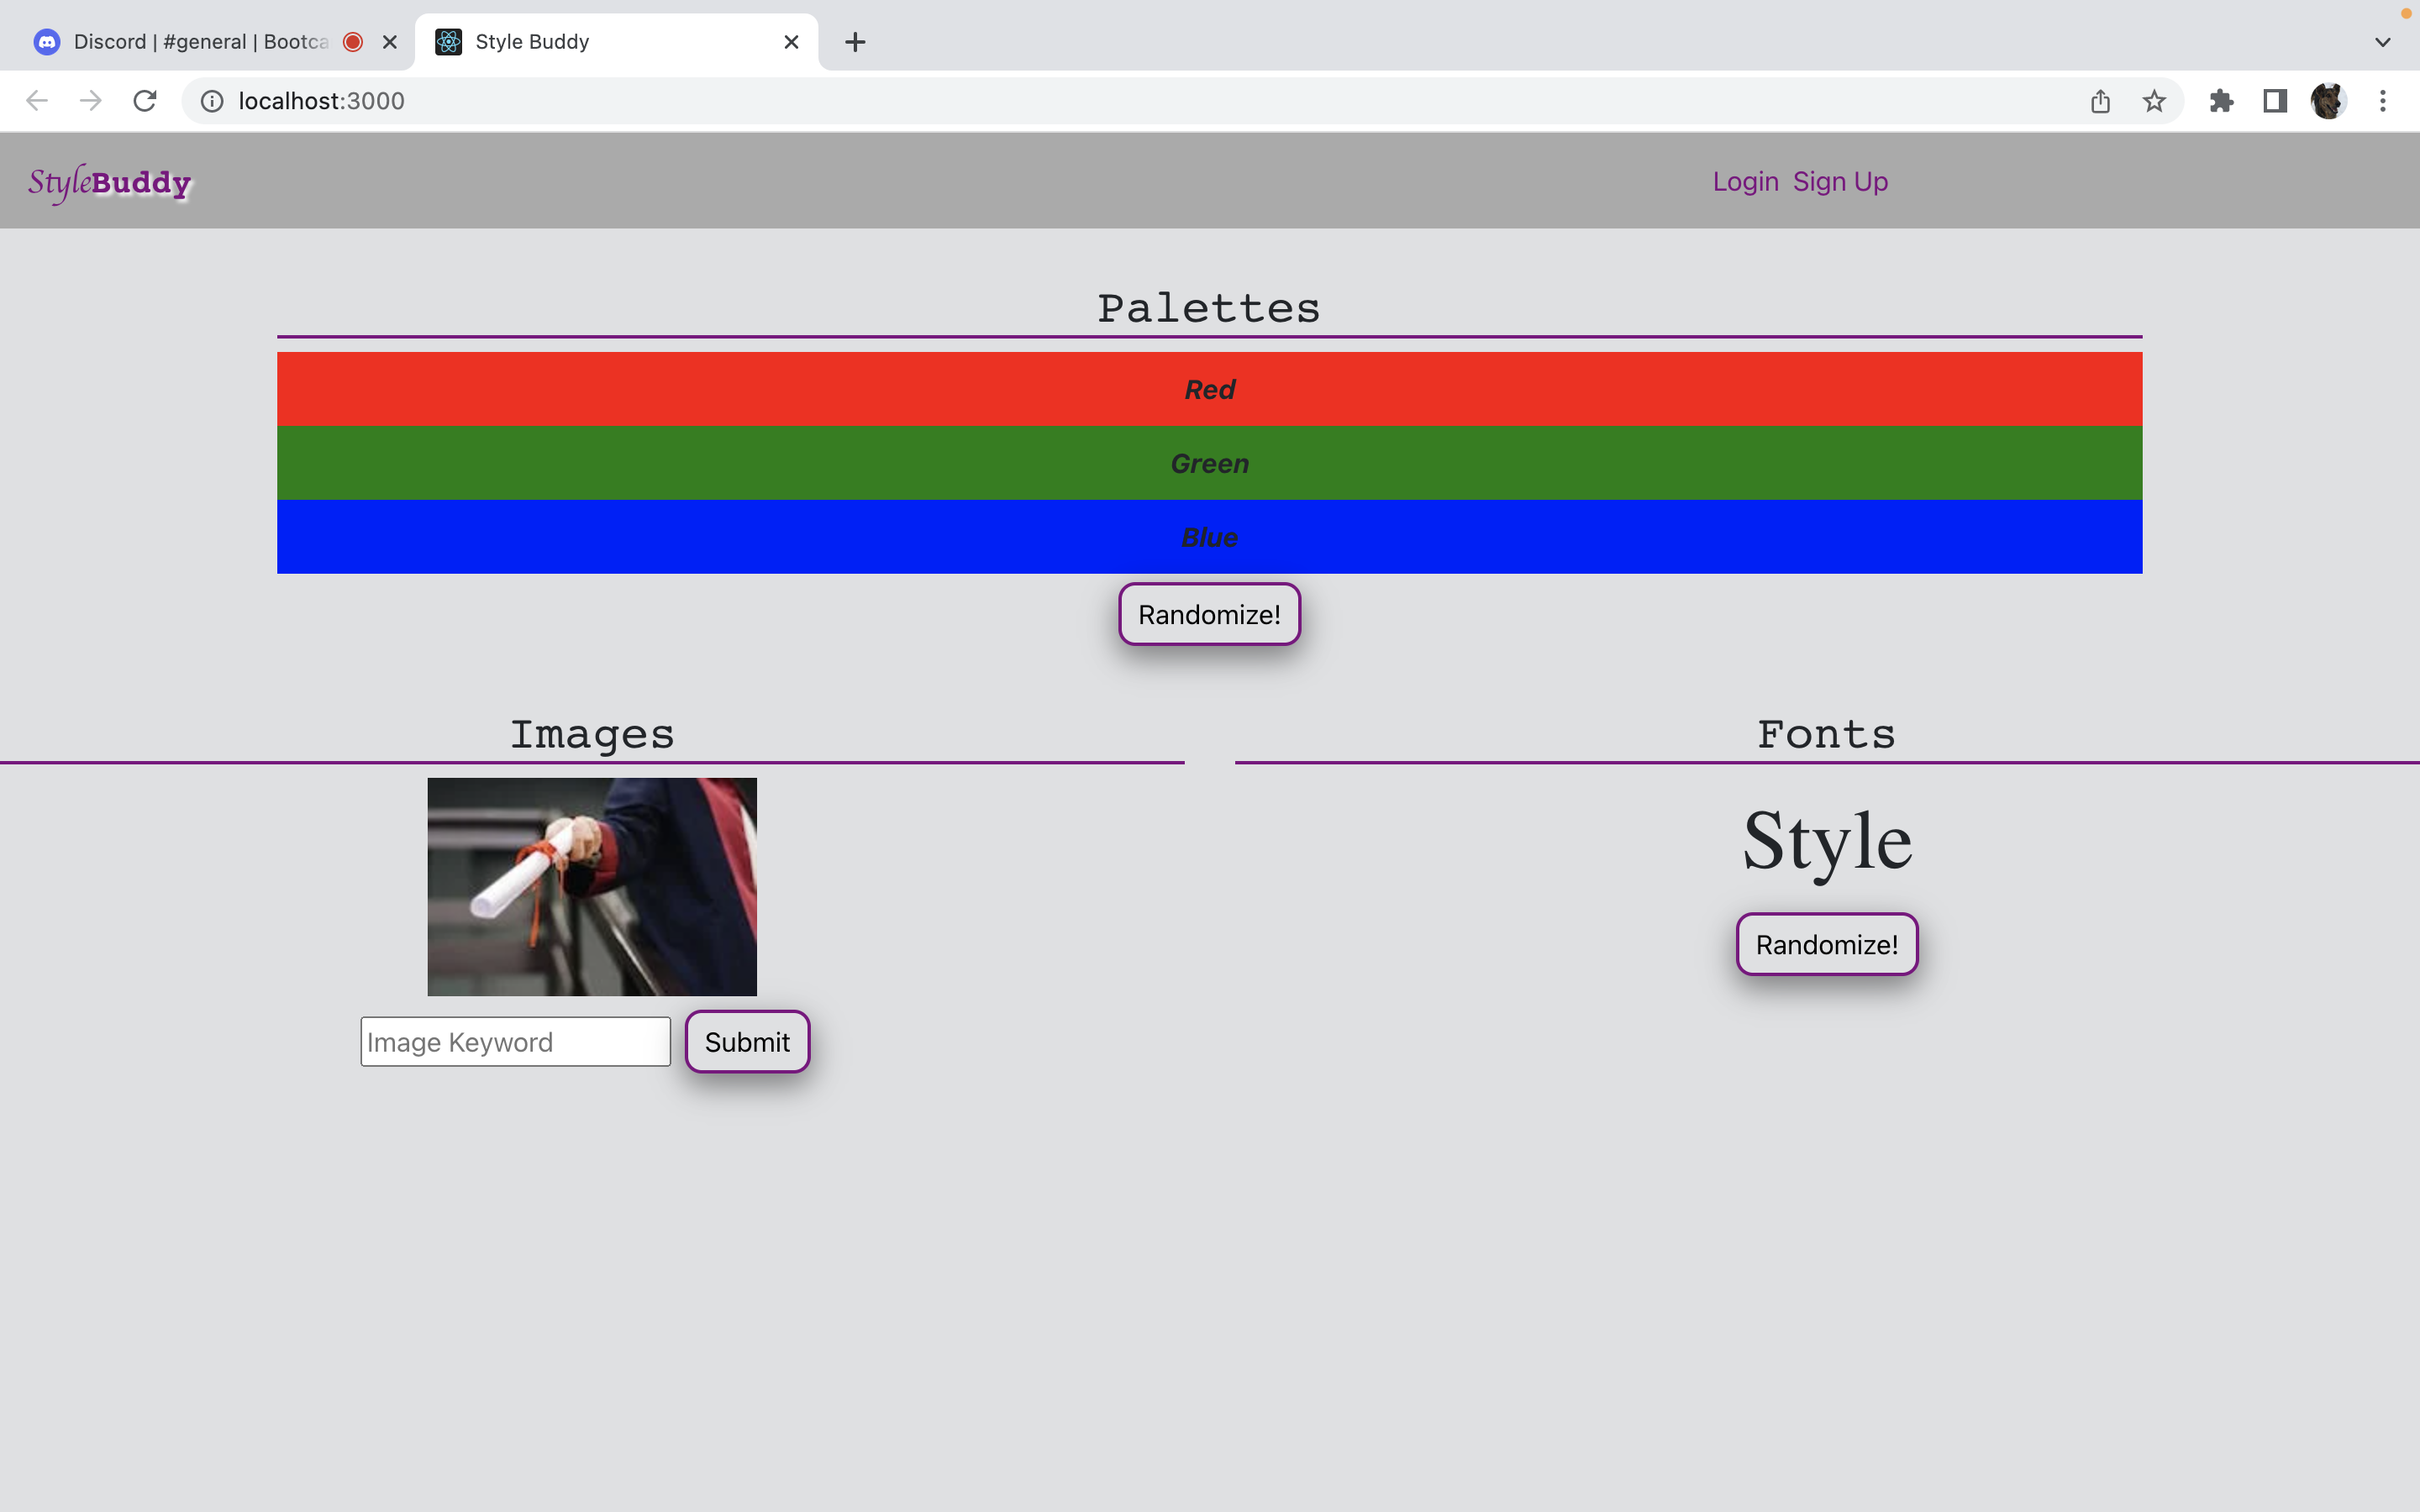 Discord | #general | Bootca
Style Buddy
localhost:3000
StyleBuddy
Login Sign Up
Palettes
Red
Green
Blue
Randomize!
Images
Fonts
Style
Randomize!
Image Keyword
Submit